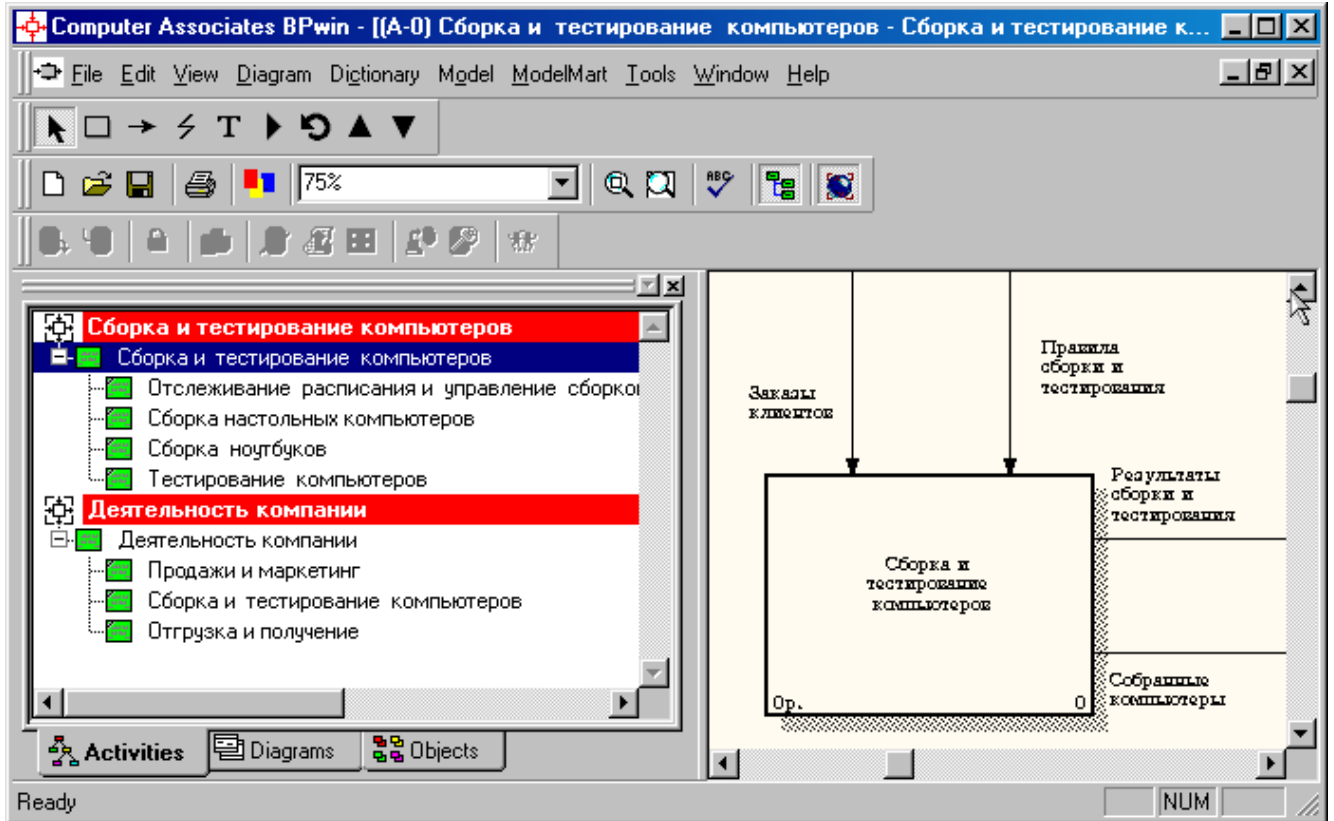 Computer Associates BPwin - [(A-0) Сборка и тестирование компьютеров - Сборка и тестирование к...
File Edit View Diagram Dictionary Model ModelMart Tools Window Help
T
75%
ABC
Сборка и тестирование компьютеров
Сборка и тестирование компьютеров
Отслеживание расписания и управление сборкой
Сборка настольных компьютеров
Сборка ноутбуков
Тестирование компьютеров
Деятельность компании
Деятельность компании
Продажи и маркетинг
Сборка и тестирование компьютеров
Отгрузка и получение
Activities Diagrams Objects
Заказы
клиентов
Правила
сборки и
тестирования
Результаты
сборки и
тестирования
Сборка и
тестирование
компьютеров
0р. 0
Собранные
компьютеры
Ready NUM